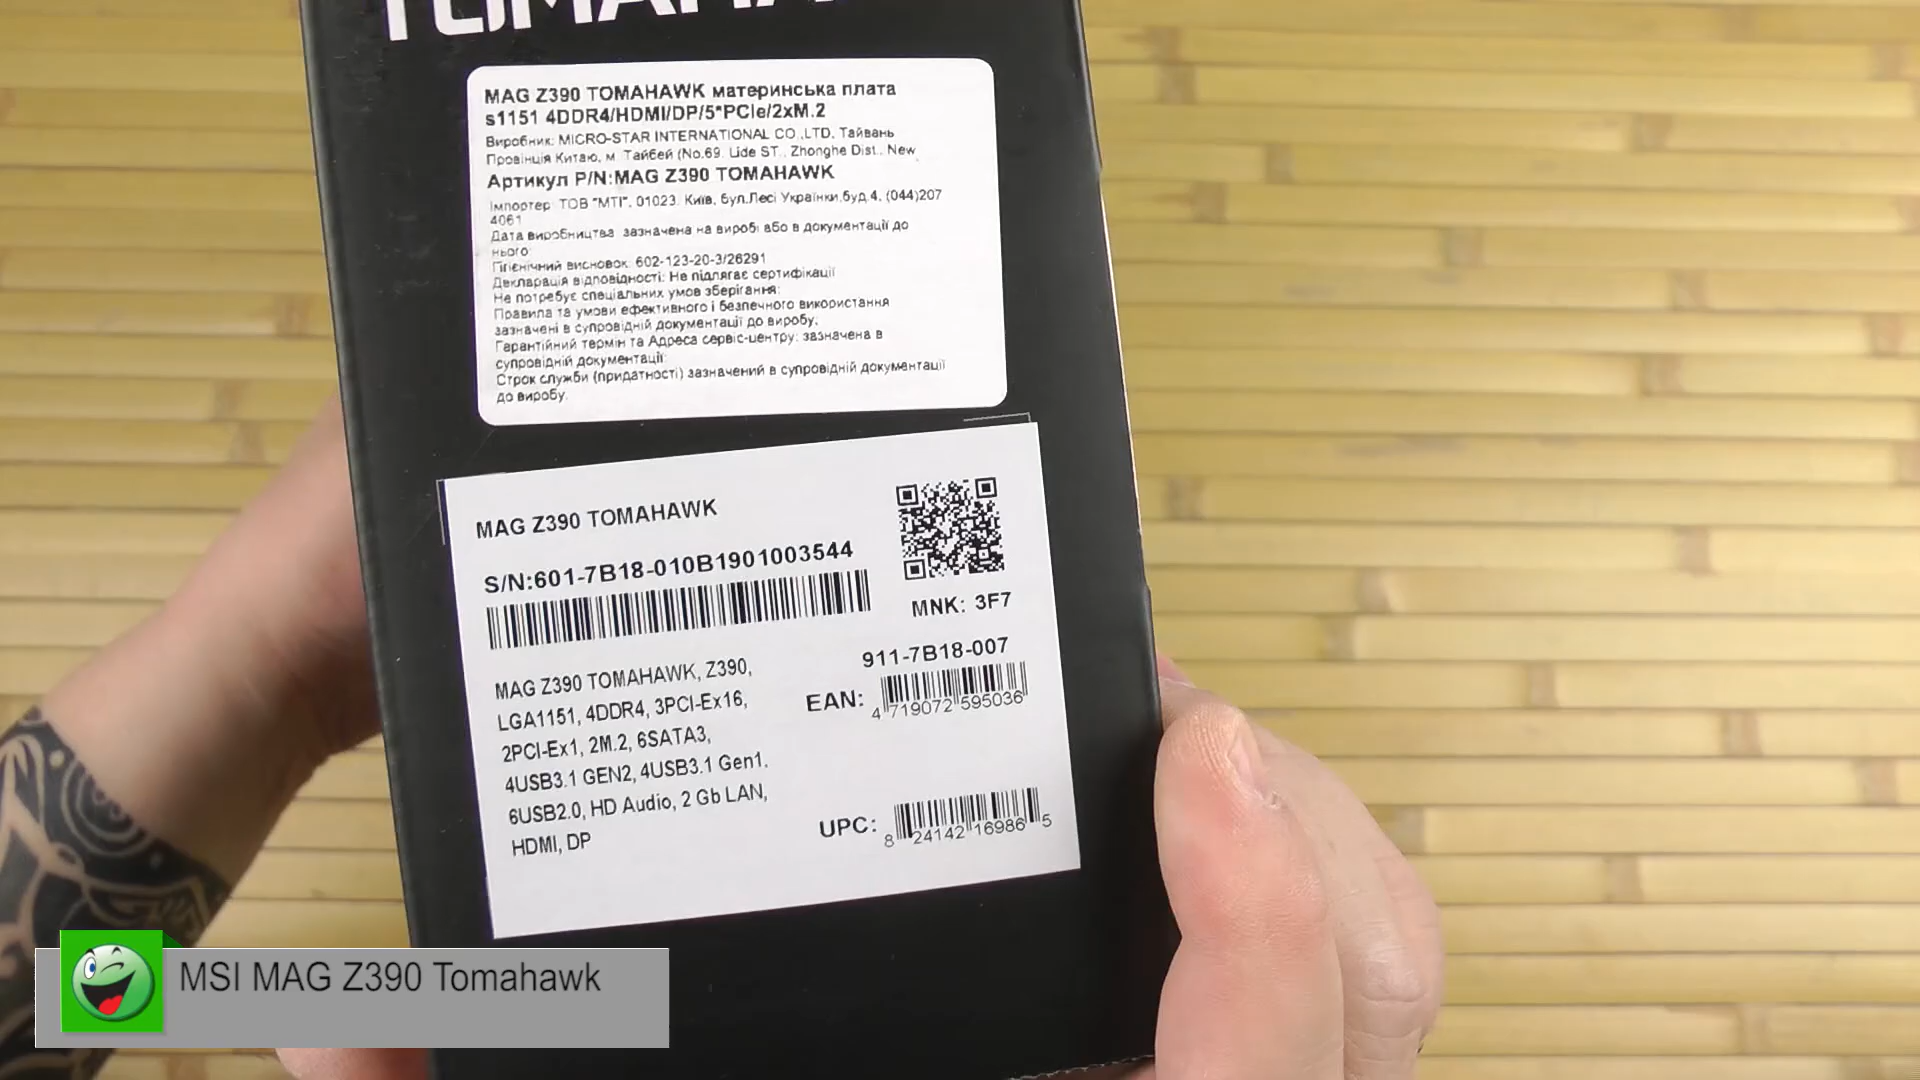 MAG Z390 TOMAHAWK материнська плата
s1151 4DDR4/HDMI/DP/5*PCIe/2xM.2
Виробник: MICRO-STAR INTERNATIONAL CO.,LTD, Тайвань
Провінція Китаю, м. Тайбей (No.69. Lide ST., Zhonghe Dist., New
Артикул P/N:MAG Z390 TOMAHAWK
Імпортер: ТОВ "МТІ", 01023, Київ, бул.Лесі Українки,буд.4, (044)207
4061
Дата виробництва: зазначена на виробі або в документації до
нього
Гігієнічний висновок: 602-123-20-3/26291
Декларація відповідності: Не підлягає сертифікації
Не потребує спеціальних умов зберігання;
Правила та умови ефективного і безпечного використання
зазначені в супровідній документації до виробу;
Гарантійний термін та Адреса сервіс-центру: зазначена в
супровідній документації;
Строк служби (придатності) зазначений в супровідній документації
до виробу.
MAG Z390 TOMAHAWK
S/N:601-7B18-010B1901003544
MNK: 3F7
MAG Z390 TOMAHAWK, Z390,
LGA1151, 4DDR4, 3PCI-Ex16,
2PCI-Ex1, 2M.2, 6SATA3,
4USB3.1 GEN2, 4USB3.1 Gen1,
6USB2.0, HD Audio, 2 Gb LAN,
HDMI, DP
911-7B18-007
EAN:
4 719072 595036
UPC:
8 24142 16986 5
MSI MAG Z390 Tomahawk